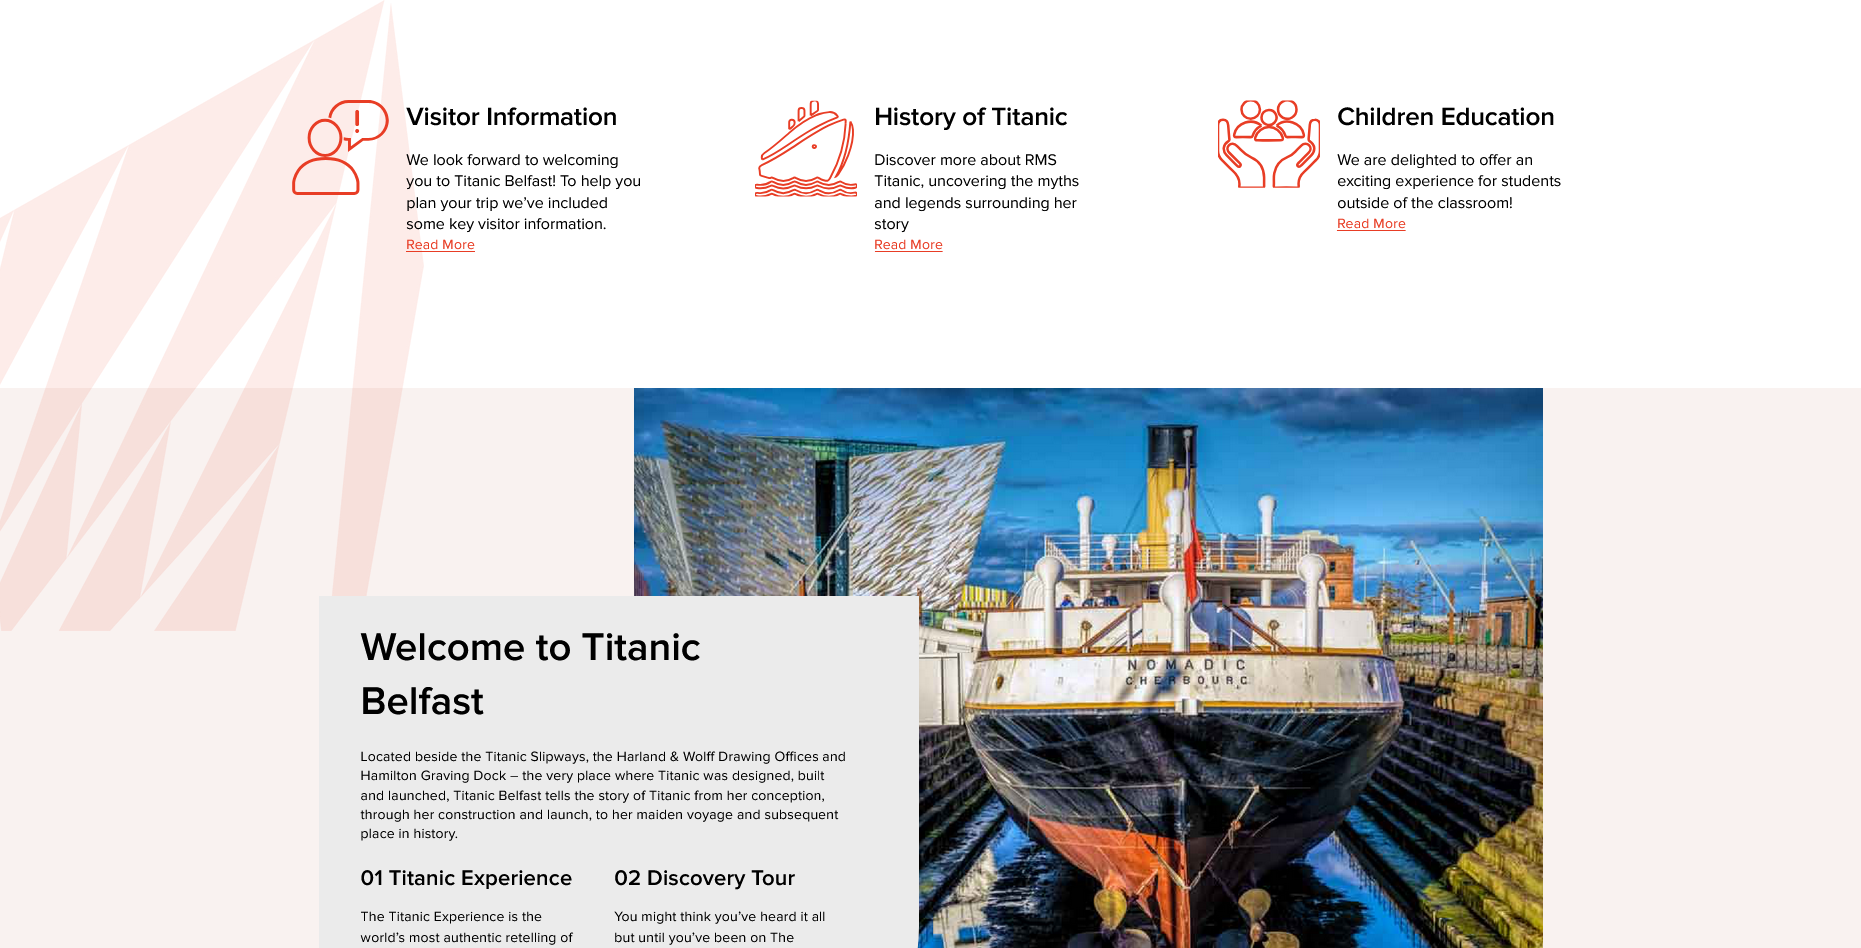 Visitor Information
We look forward to welcoming
you to Titanic Belfast! To help you
plan your trip we’ve included
some key visitor information.
Read More
History of Titanic
Discover more about RMS
Titanic, uncovering the myths
and legends surrounding her
story
Read More
Children Education
We are delighted to offer an
exciting experience for students
outside of the classroom!
Read More
NOMADIC
CHERBOURG
Welcome to Titanic
Belfast
Located beside the Titanic Slipways, the Harland & Wolff Drawing Offices and
Hamilton Graving Dock – the very place where Titanic was designed, built
and launched, Titanic Belfast tells the story of Titanic from her conception,
through her construction and launch, to her maiden voyage and subsequent
place in history.
01 Titanic Experience
The Titanic Experience is the
world’s most authentic retelling of
02 Discovery Tour
You might think you’ve heard it all
but until you’ve been on The